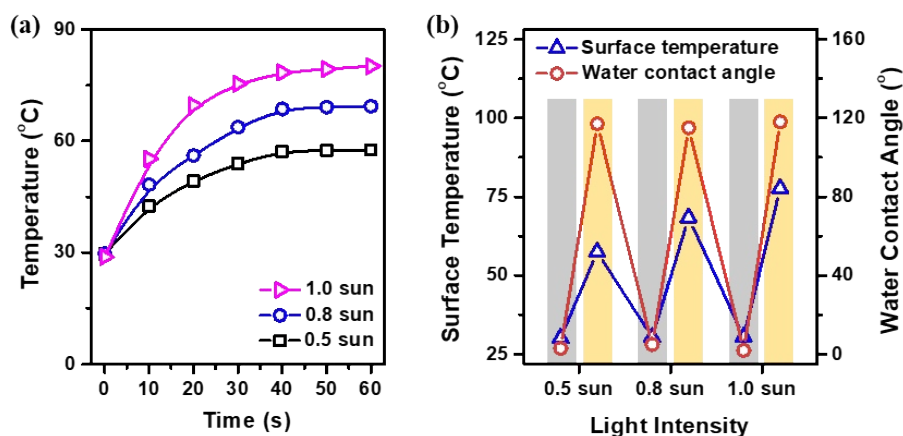 (a)
Temperature (°C)
90
60
30
0
1.0 sun
0.8 sun
0.5 sun
0 10 20 30 40 50 60
Time (s)
(b)
Surface Temperature (°C)
125
100
75
50
25
Surface temperature
Water contact angle
160
120
80
40
0
Water Contact Angle (°)
0.5 sun 0.8 sun 1.0 sun
Light Intensity